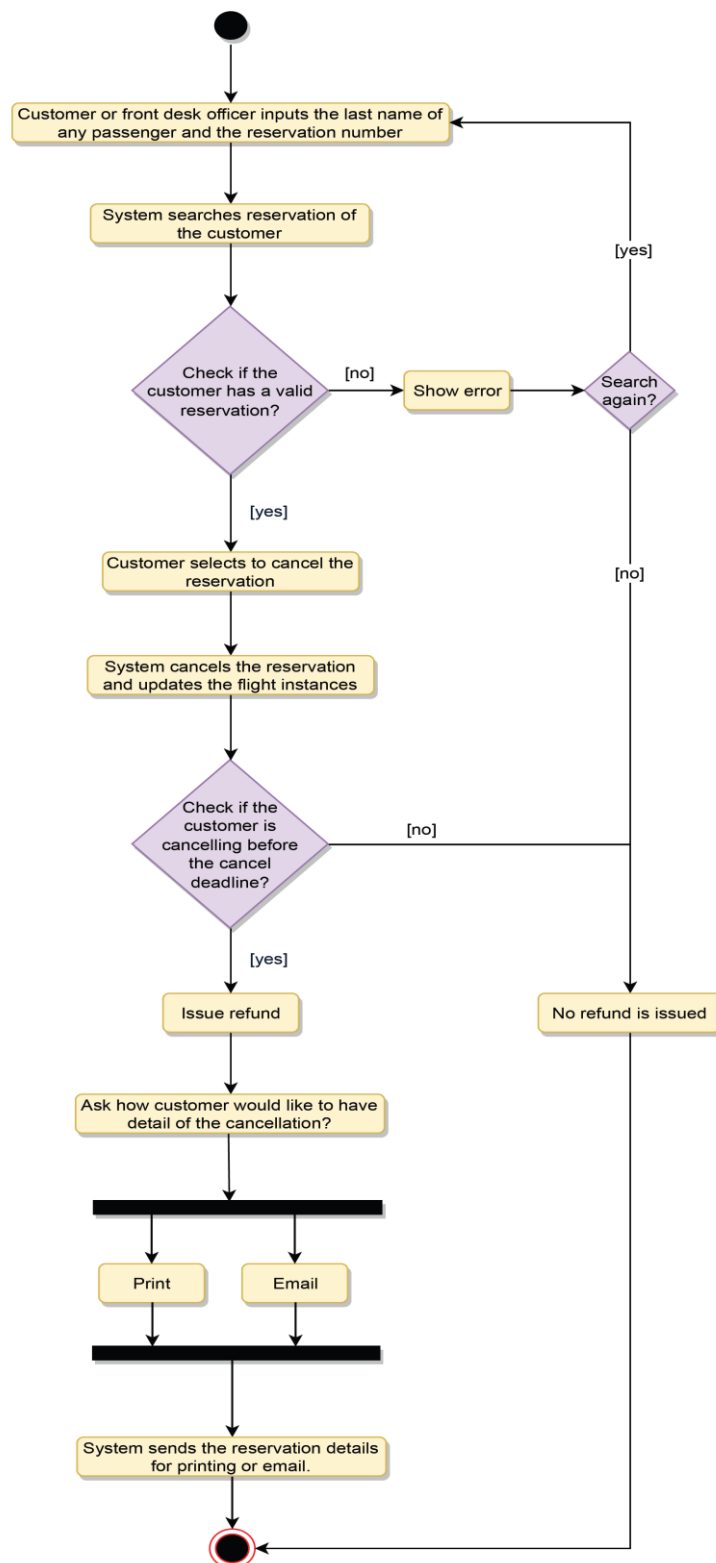 Customer or front desk officer inputs the last name of
any passenger and the reservation number
System searches reservation of
the customer
[yes]
Check if the
customer has a valid
reservation?
[no]
Show error
Search
again?
[yes]
Customer selects to cancel the
reservation
[no]
System cancels the reservation
and updates the flight instances
Check if the
customer is
cancelling before
the cancel
deadline?
[no]
[yes]
Issue refund
No refund is issued
Ask how customer would like to have
detail of the cancellation?
Print
Email
System sends the reservation details
for printing or email.